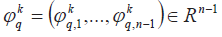 φ_q^k = (φ_{q,1}^k,...,φ_{q,n-1}^k) ∈ R^{n-1}